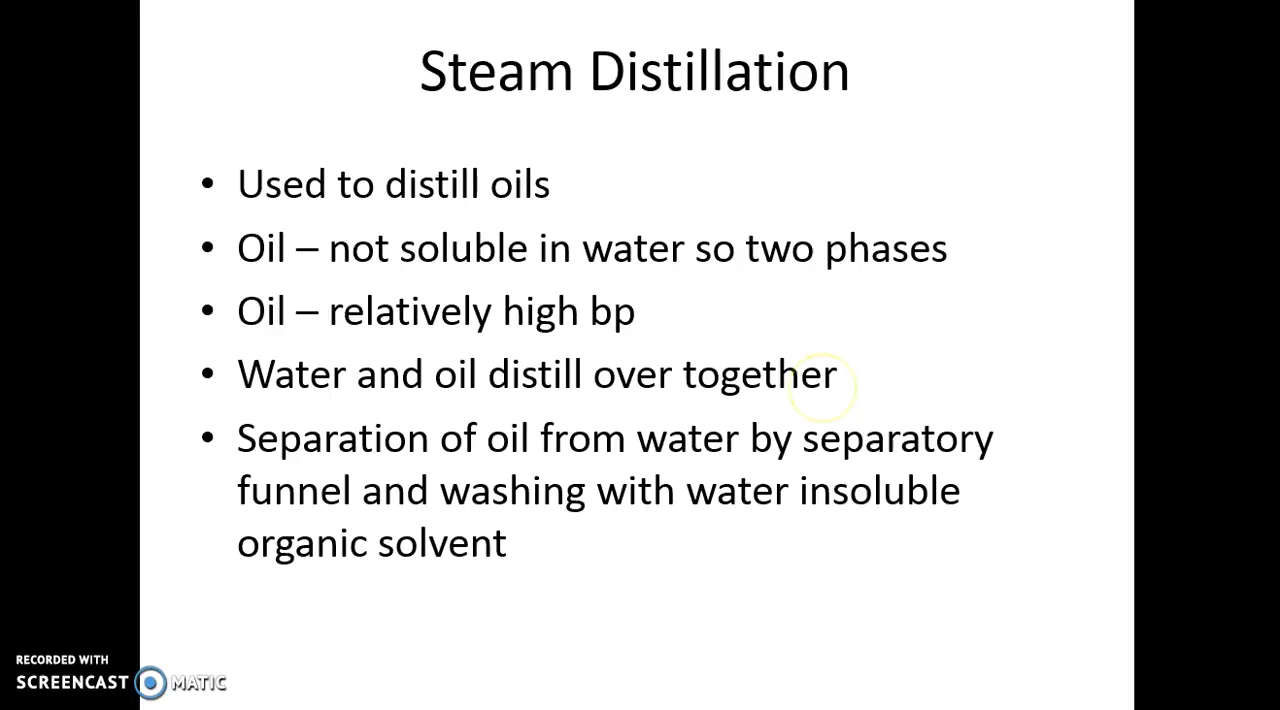 Steam Distillation
• Used to distill oils
• Oil – not soluble in water so two phases
• Oil – relatively high bp
• Water and oil distill over together
• Separation of oil from water by separatory
funnel and washing with water insoluble
organic solvent
RECORDED WITH
SCREENCAST MATIC